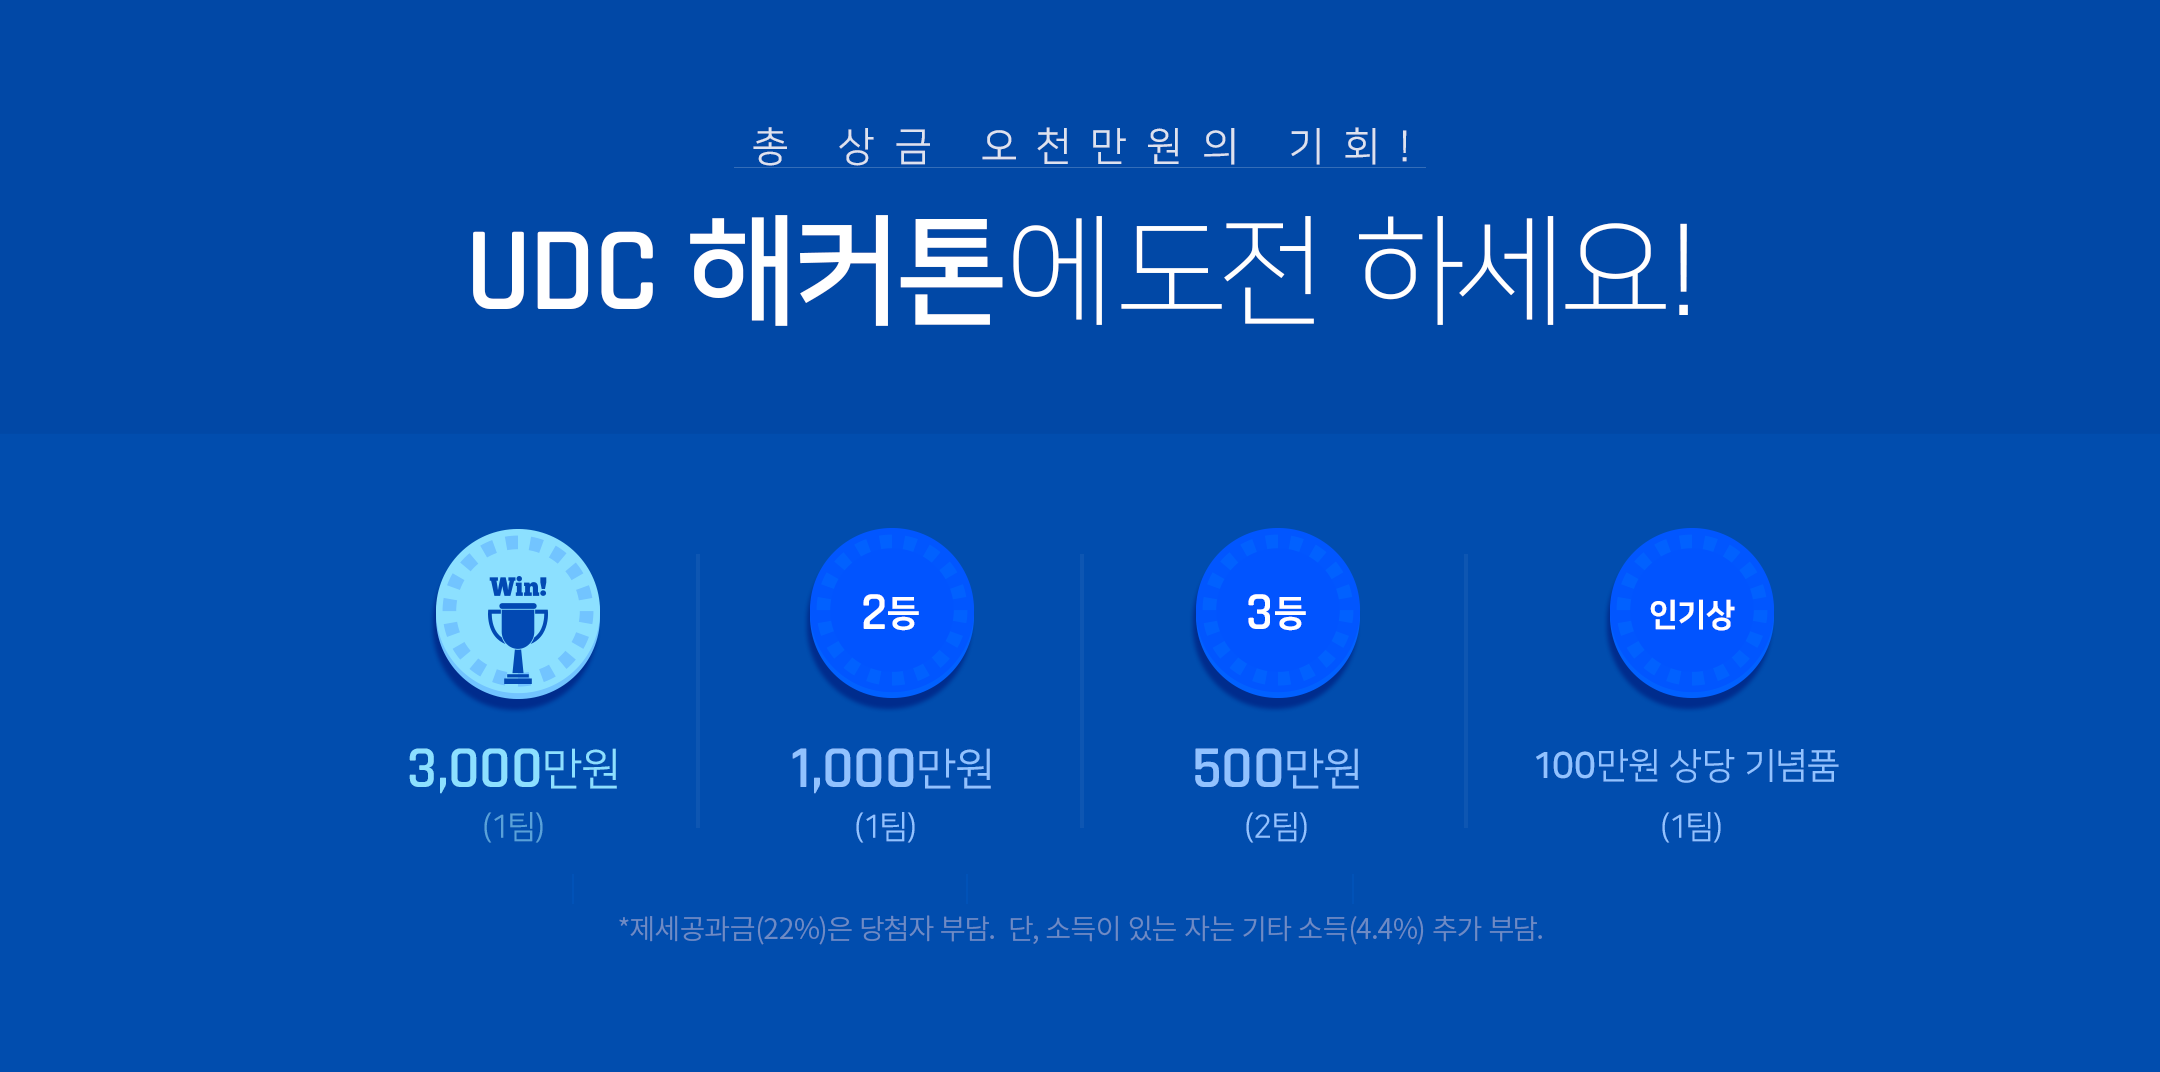 총 상금 오천만원의 기회!
UDC 해커톤에도전 하세요!
Win!
2등
3등
인기상
3,000만원
1,000만원
500만원
100만원 상당 기념품
(1팀)
(1팀)
(2팀)
(1팀)
*제세공과금(22%)은 당첨자 부담. 단, 소득이 있는 자는 기타 소득(4.4%) 추가 부담.